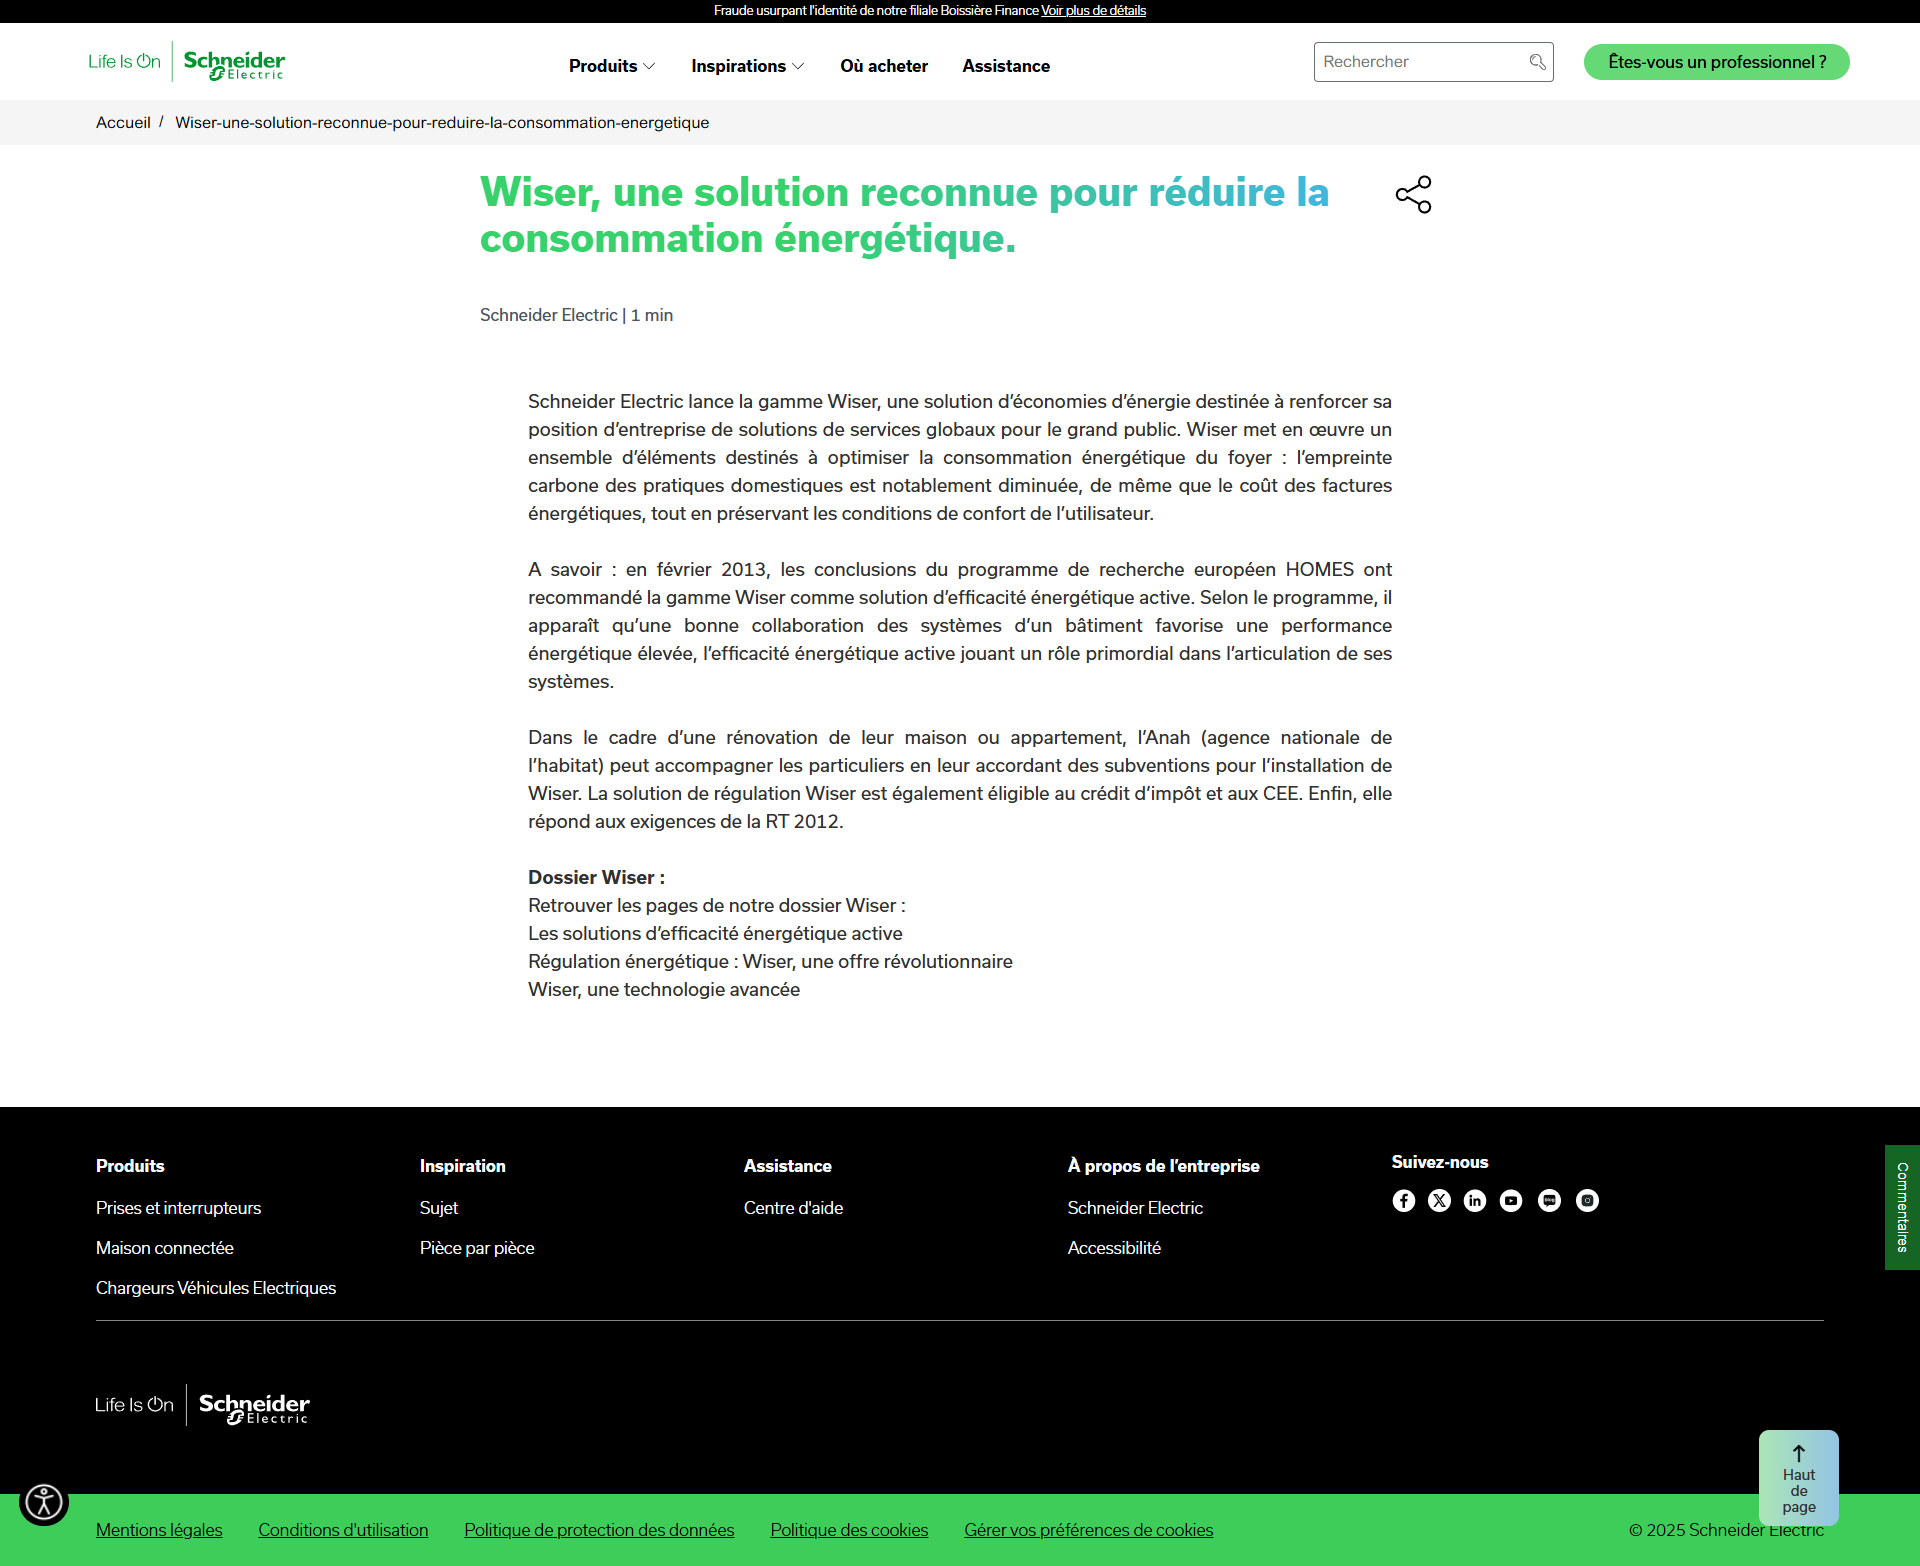 Fraude usurpant l'identité de notre filiale Boissière Finance Voir plus de détails
Life Is On | Schneider Electric
Produits
Inspirations
Où acheter
Assistance
Rechercher
Êtes-vous un professionnel ?
Accueil / Wiser-une-solution-reconnue-pour-reduire-la-consommation-energetique
Wiser, une solution reconnue pour réduire la
consommation énergétique.
Schneider Electric | 1 min
Schneider Electric lance la gamme Wiser, une solution d’économies d’énergie destinée à renforcer sa
position d’entreprise de solutions de services globaux pour le grand public. Wiser met en œuvre un
ensemble d’éléments destinés à optimiser la consommation énergétique du foyer : l’empreinte
carbone des pratiques domestiques est notablement diminuée, de même que le coût des factures
énergétiques, tout en préservant les conditions de confort de l’utilisateur.
A savoir : en février 2013, les conclusions du programme de recherche européen HOMES ont
recommandé la gamme Wiser comme solution d’efficacité énergétique active. Selon le programme, il
apparaît qu’une bonne collaboration des systèmes d’un bâtiment favorise une performance
énergétique élevée, l’efficacité énergétique active jouant un rôle primordial dans l’articulation de ses
systèmes.
Dans le cadre d’une rénovation de leur maison ou appartement, l’Anah (agence nationale de
l’habitat) peut accompagner les particuliers en leur accordant des subventions pour l’installation de
Wiser. La solution de régulation Wiser est également éligible au crédit d’impôt et aux CEE. Enfin, elle
répond aux exigences de la RT 2012.
Dossier Wiser :
Retrouver les pages de notre dossier Wiser :
Les solutions d’efficacité énergétique active
Régulation énergétique : Wiser, une offre révolutionnaire
Wiser, une technologie avancée
Produits
Prises et interrupteurs
Maison connectée
Chargeurs Véhicules Electriques
Inspiration
Sujet
Pièce par pièce
Assistance
Centre d'aide
À propos de l’entreprise
Schneider Electric
Accessibilité
Suivez-nous
Commentaires
Life Is On | Schneider Electric
Haut
de
page
Mentions légales
Conditions d'utilisation
Politique de protection des données
Politique des cookies
Gérer vos préférences de cookies
© 2025 Schneider Electric